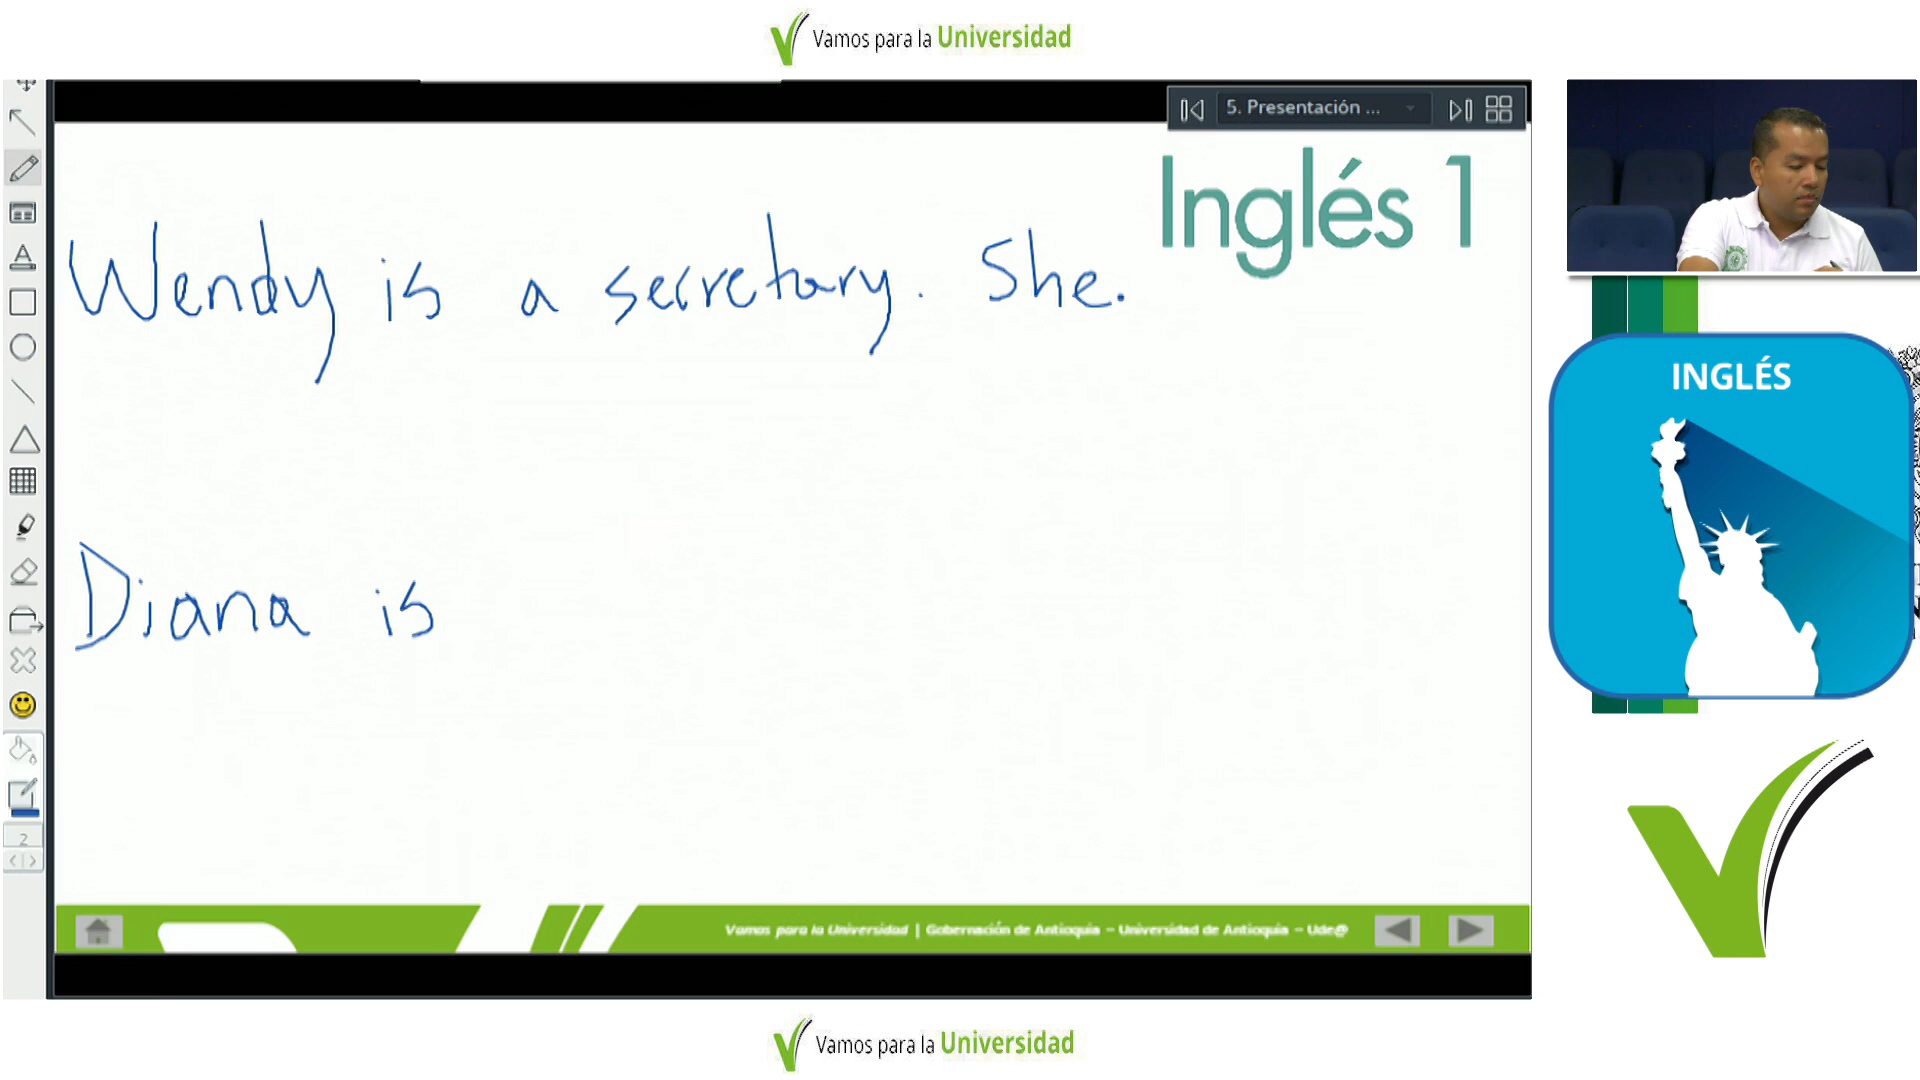 Vamos para la Universidad
5. Presentación ...
Inglés 1
Wendy is a secretary. She.
INGLÉS
Diana is
2
Vamos para la Universidad | Gobernación de Antioquia – Universidad de Antioquia – Ude@
Vamos para la Universidad